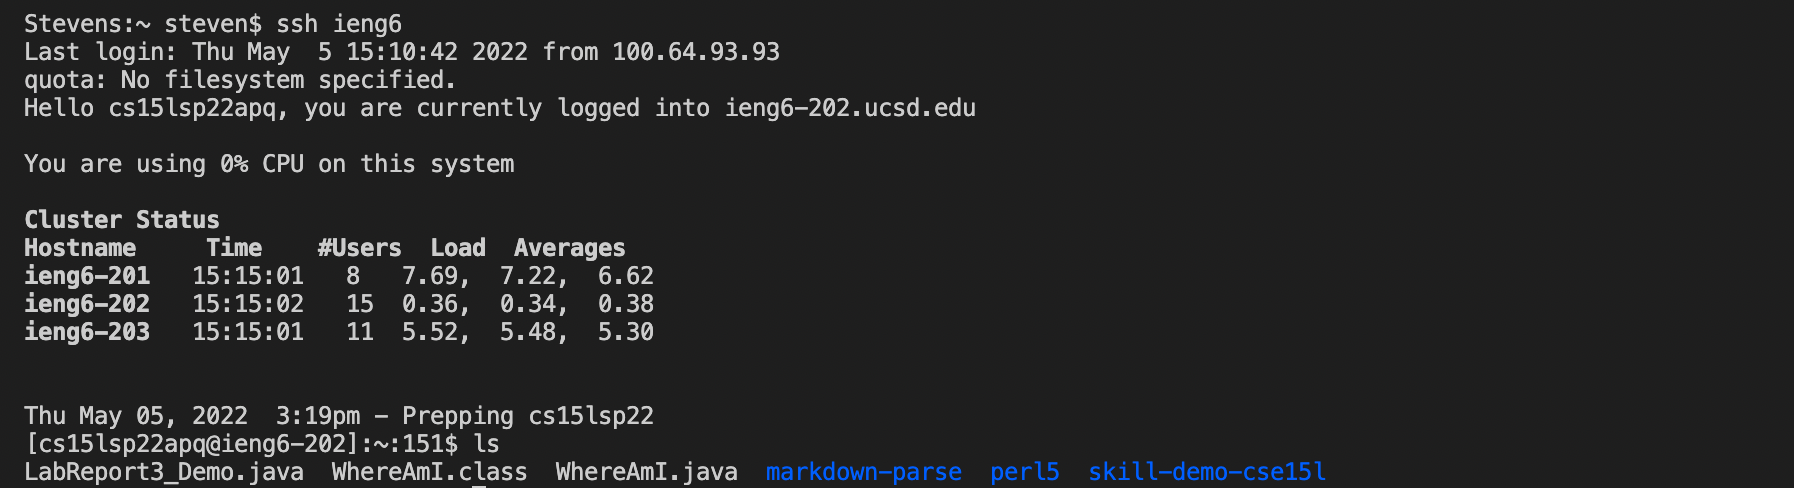 Stevens:~ steven$ ssh ieng6
Last login: Thu May  5 15:10:42 2022 from 100.64.93.93
quota: No filesystem specified.
Hello cs15lsp22apq, you are currently logged into ieng6-202.ucsd.edu
You are using 0% CPU on this system
Cluster Status
Hostname     Time    #Users  Load  Averages
ieng6-201   15:15:01   8   7.69,  7.22,  6.62
ieng6-202   15:15:02   15  0.36,  0.34,  0.38
ieng6-203   15:15:01   11  5.52,  5.48,  5.30
Thu May 05, 2022  3:19pm - Prepping cs15lsp22
[cs15lsp22apq@ieng6-202]:~:151$ ls
LabReport3_Demo.java  WhereAmI.class  WhereAmI.java  markdown-parse  perl5  skill-demo-cse15l